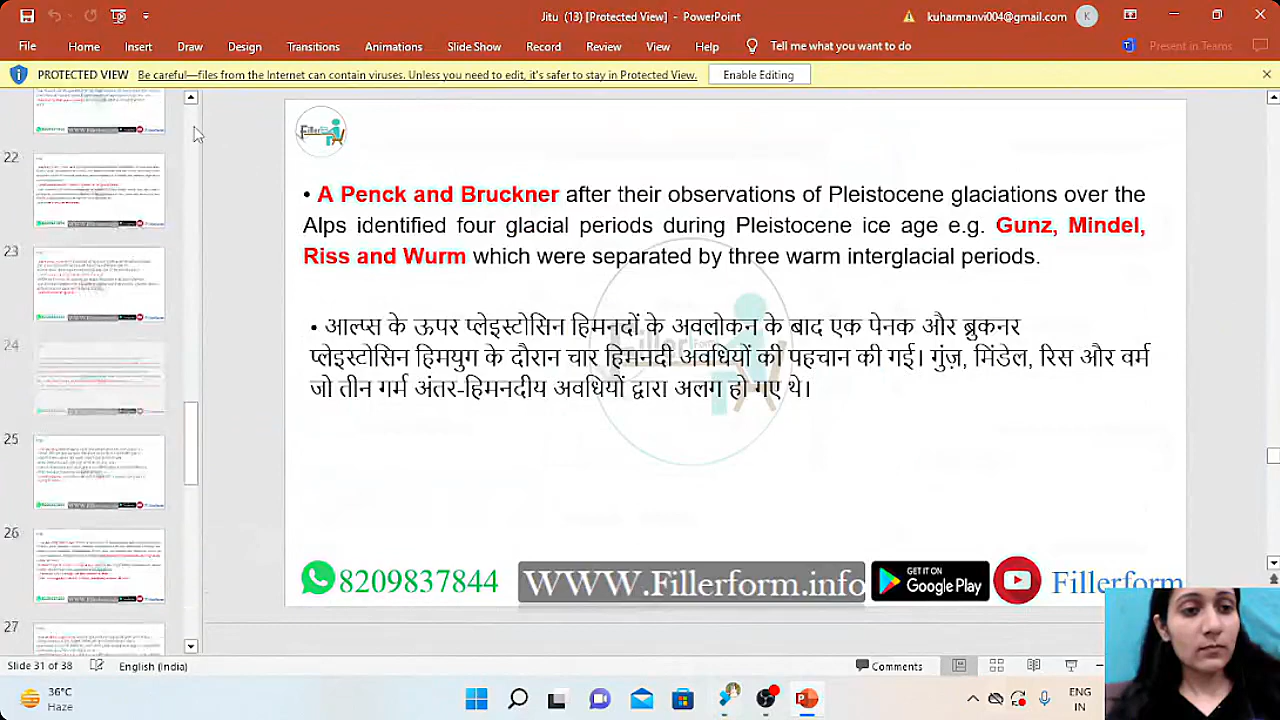 Jitu (13) [Protected View] - PowerPoint
kuharmanvi004@gmail.com
K
File Home Insert Draw Design Transitions Animations Slide Show Record Review View Help Tell me what you want to do Present in Teams
PROTECTED VIEW Be careful—files from the Internet can contain viruses. Unless you need to edit, it's safer to stay in Protected View. Enable Editing
22
23
24
25
26
27
• A Penck and Bruckner after their observations of Pleistocene glaciations over the
Alps identified four glacial periods during Pleistocene ice age e.g. Gunz, Mindel,
Riss and Wurm which were separated by three warm interglacial periods.
• आल्प्स के ऊपर प्लेइस्टोसिन हिमनदों के अवलोकन के बाद एक पेनक और ब्रुकनर
प्लेइस्टोसिन हिमयुग के दौरान चार हिमनदी अवधियों की पहचान की गई। गुंज़, मिंडेल, रिस और वर्म
जो तीन गर्म अंतर-हिमनदीय अवधियों द्वारा अलग हो गए थे।
8209837844 WWW.Fillerform.info GET IT ON Google Play Fillerform
Slide 31 of 38 English (India) Comments
36°C
Haze
ENG
IN